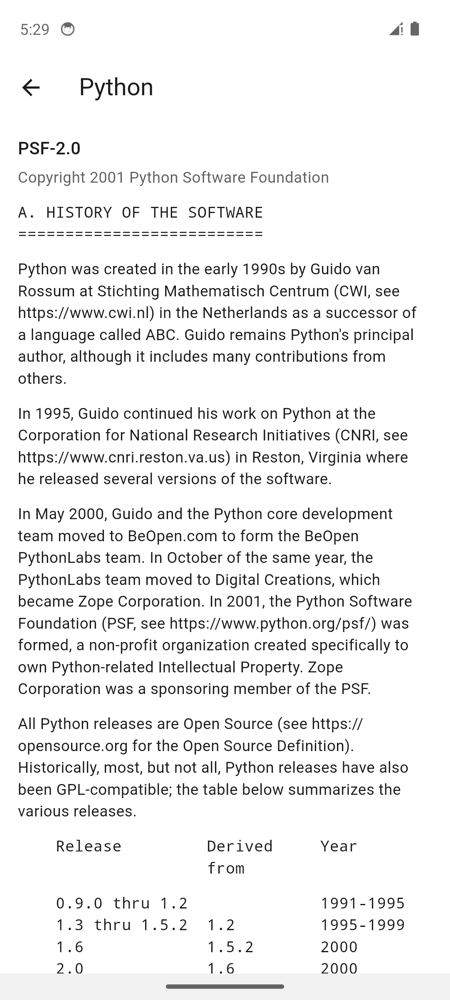 5:29
Python
PSF-2.0
Copyright 2001 Python Software Foundation
A. HISTORY OF THE SOFTWARE
==========================
Python was created in the early 1990s by Guido van
Rossum at Stichting Mathematisch Centrum (CWI, see
https://www.cwi.nl) in the Netherlands as a successor of
a language called ABC. Guido remains Python's principal
author, although it includes many contributions from
others.
In 1995, Guido continued his work on Python at the
Corporation for National Research Initiatives (CNRI, see
https://www.cnri.reston.va.us) in Reston, Virginia where
he released several versions of the software.
In May 2000, Guido and the Python core development
team moved to BeOpen.com to form the BeOpen
PythonLabs team. In October of the same year, the
PythonLabs team moved to Digital Creations, which
became Zope Corporation. In 2001, the Python Software
Foundation (PSF, see https://www.python.org/psf/) was
formed, a non-profit organization created specifically to
own Python-related Intellectual Property. Zope
Corporation was a sponsoring member of the PSF.
All Python releases are Open Source (see https://
opensource.org for the Open Source Definition).
Historically, most, but not all, Python releases have also
been GPL-compatible; the table below summarizes the
various releases.
Release Derived Year
from
0.9.0 thru 1.2 1991-1995
1.3 thru 1.5.2 1.2 1995-1999
1.6 1.5.2 2000
2.0 1.6 2000